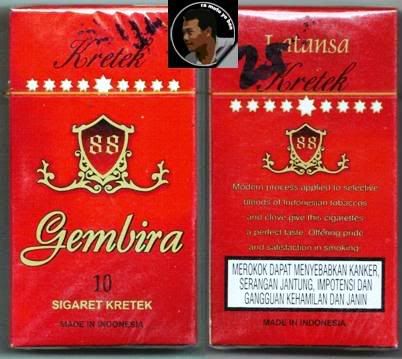 Kretek
88
Gembira
10
SIGARET KRETEK
MADE IN INDONESIA
Latansa
Kretek
88
Modern process applied to selective
blends of Indonesian tobaccos
and clove give this cigarettes
a perfect taste. Offering pride
and satisfaction in smoking.
MEROKOK DAPAT MENYEBABKAN KANKER,
SERANGAN JANTUNG, IMPOTENSI DAN
GANGGUAN KEHAMILAN DAN JANIN
MADE IN INDONESIA